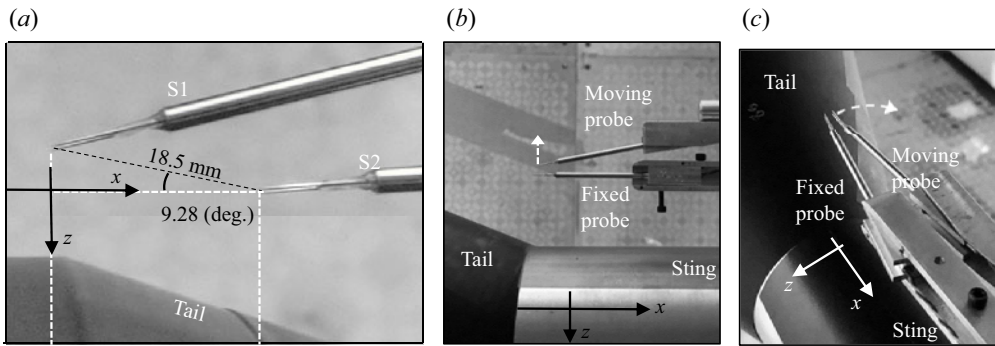 (a)
S1
18.5 mm
x
S2
9.28 (deg.)
z
Tail
(b)
Moving
probe
Fixed
probe
Tail
Sting
x
z
(c)
Tail
Moving
probe
Fixed
probe
z
x
Sting